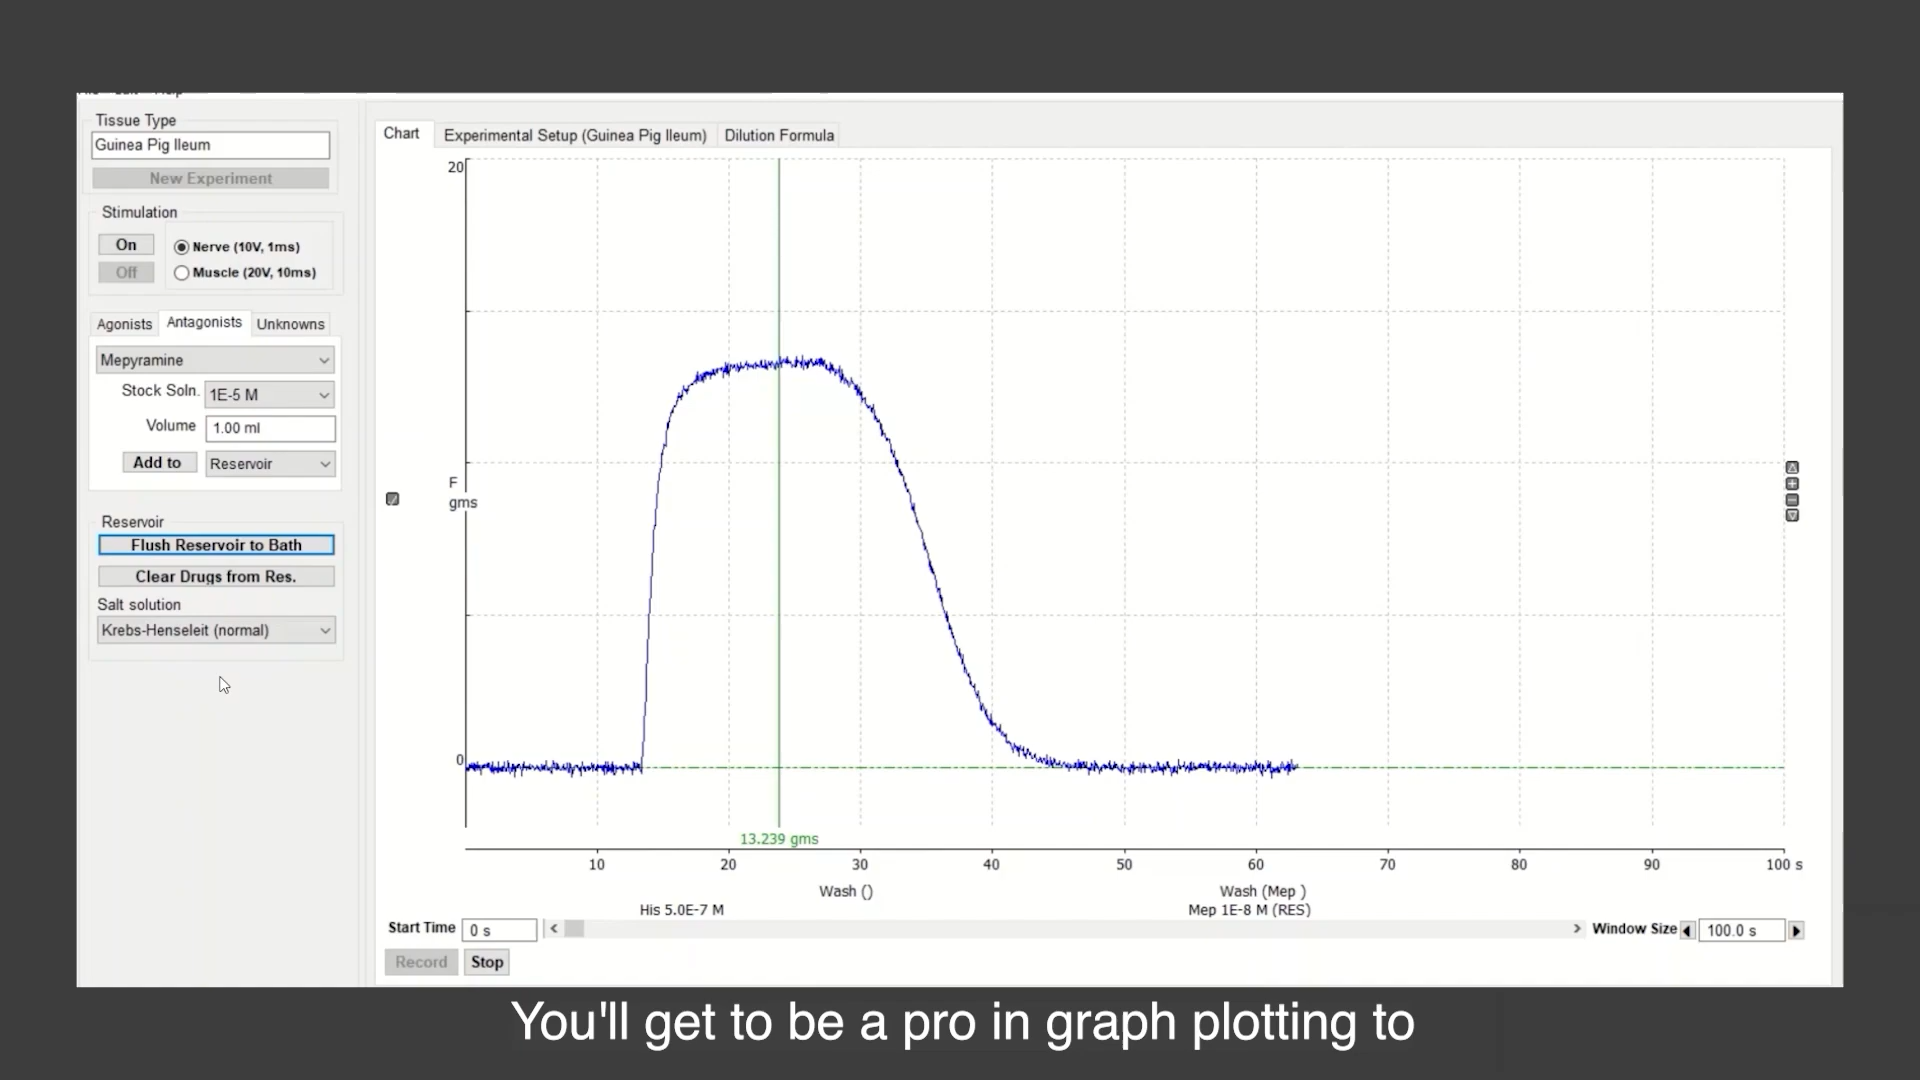 Tissue Type
Guinea Pig Ileum
New Experiment
Stimulation
On
Nerve (10V, 1ms)
Off
Muscle (20V, 10ms)
Agonists Antagonists Unknowns
Mepyramine
Stock Soln. 1E-5 M
Volume 1.00 ml
Add to Reservoir
Reservoir
Flush Reservoir to Bath
Clear Drugs from Res.
Salt solution
Krebs-Henseleit (normal)
Chart Experimental Setup (Guinea Pig Ileum) Dilution Formula
20
F
gms
0
13.239 gms
10 20 30 40 50 60 70 80 90 100 s
Wash () Wash (Mep )
His 5.0E-7 M Mep 1E-8 M (RES)
Start Time 0 s < > Window Size 100.0 s
Record Stop
You'll get to be a pro in graph plotting to